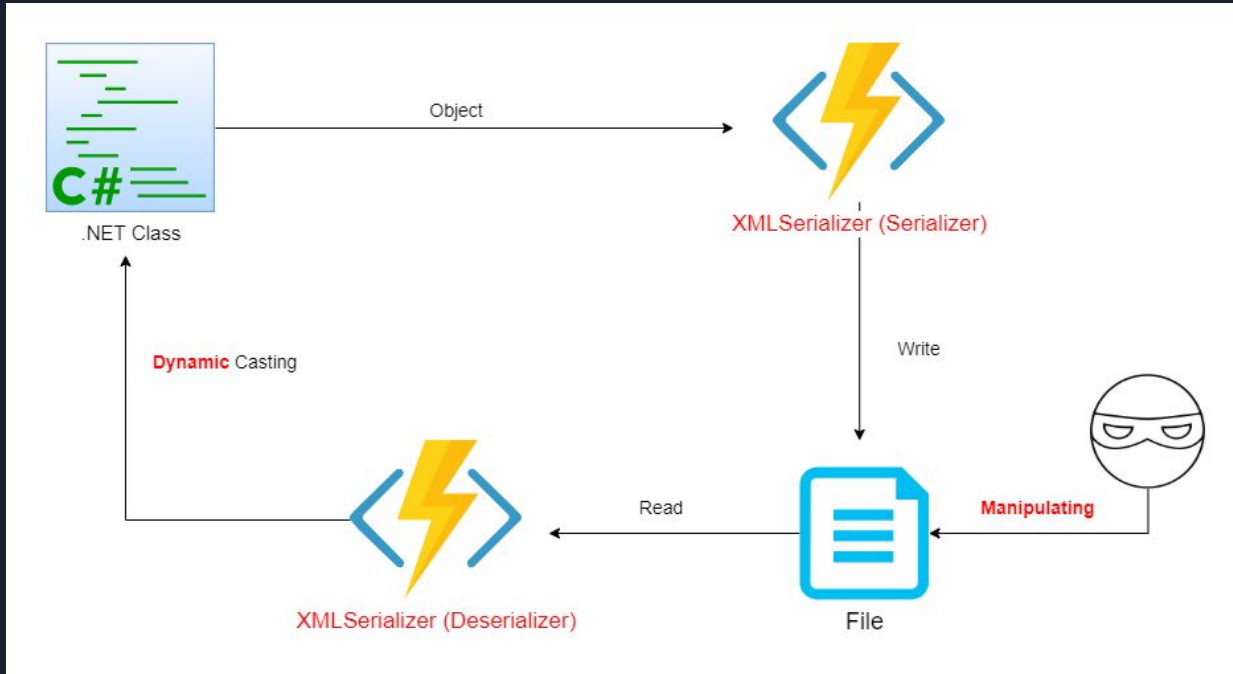 C#
Object
.NET Class
XMLSerializer (Serializer)
Dynamic Casting
Write
Read
Manipulating
XMLSerializer (Deserializer)
File